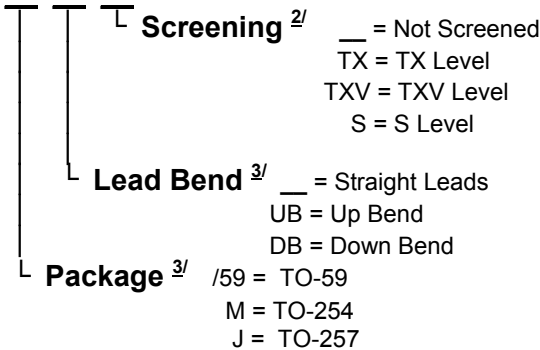 Screening 2/ __ = Not Screened
TX = TX Level
TXV = TXV Level
S = S Level
Lead Bend 3/ __ = Straight Leads
UB = Up Bend
DB = Down Bend
Package 3/ /59 = TO-59
M = TO-254
J = TO-257